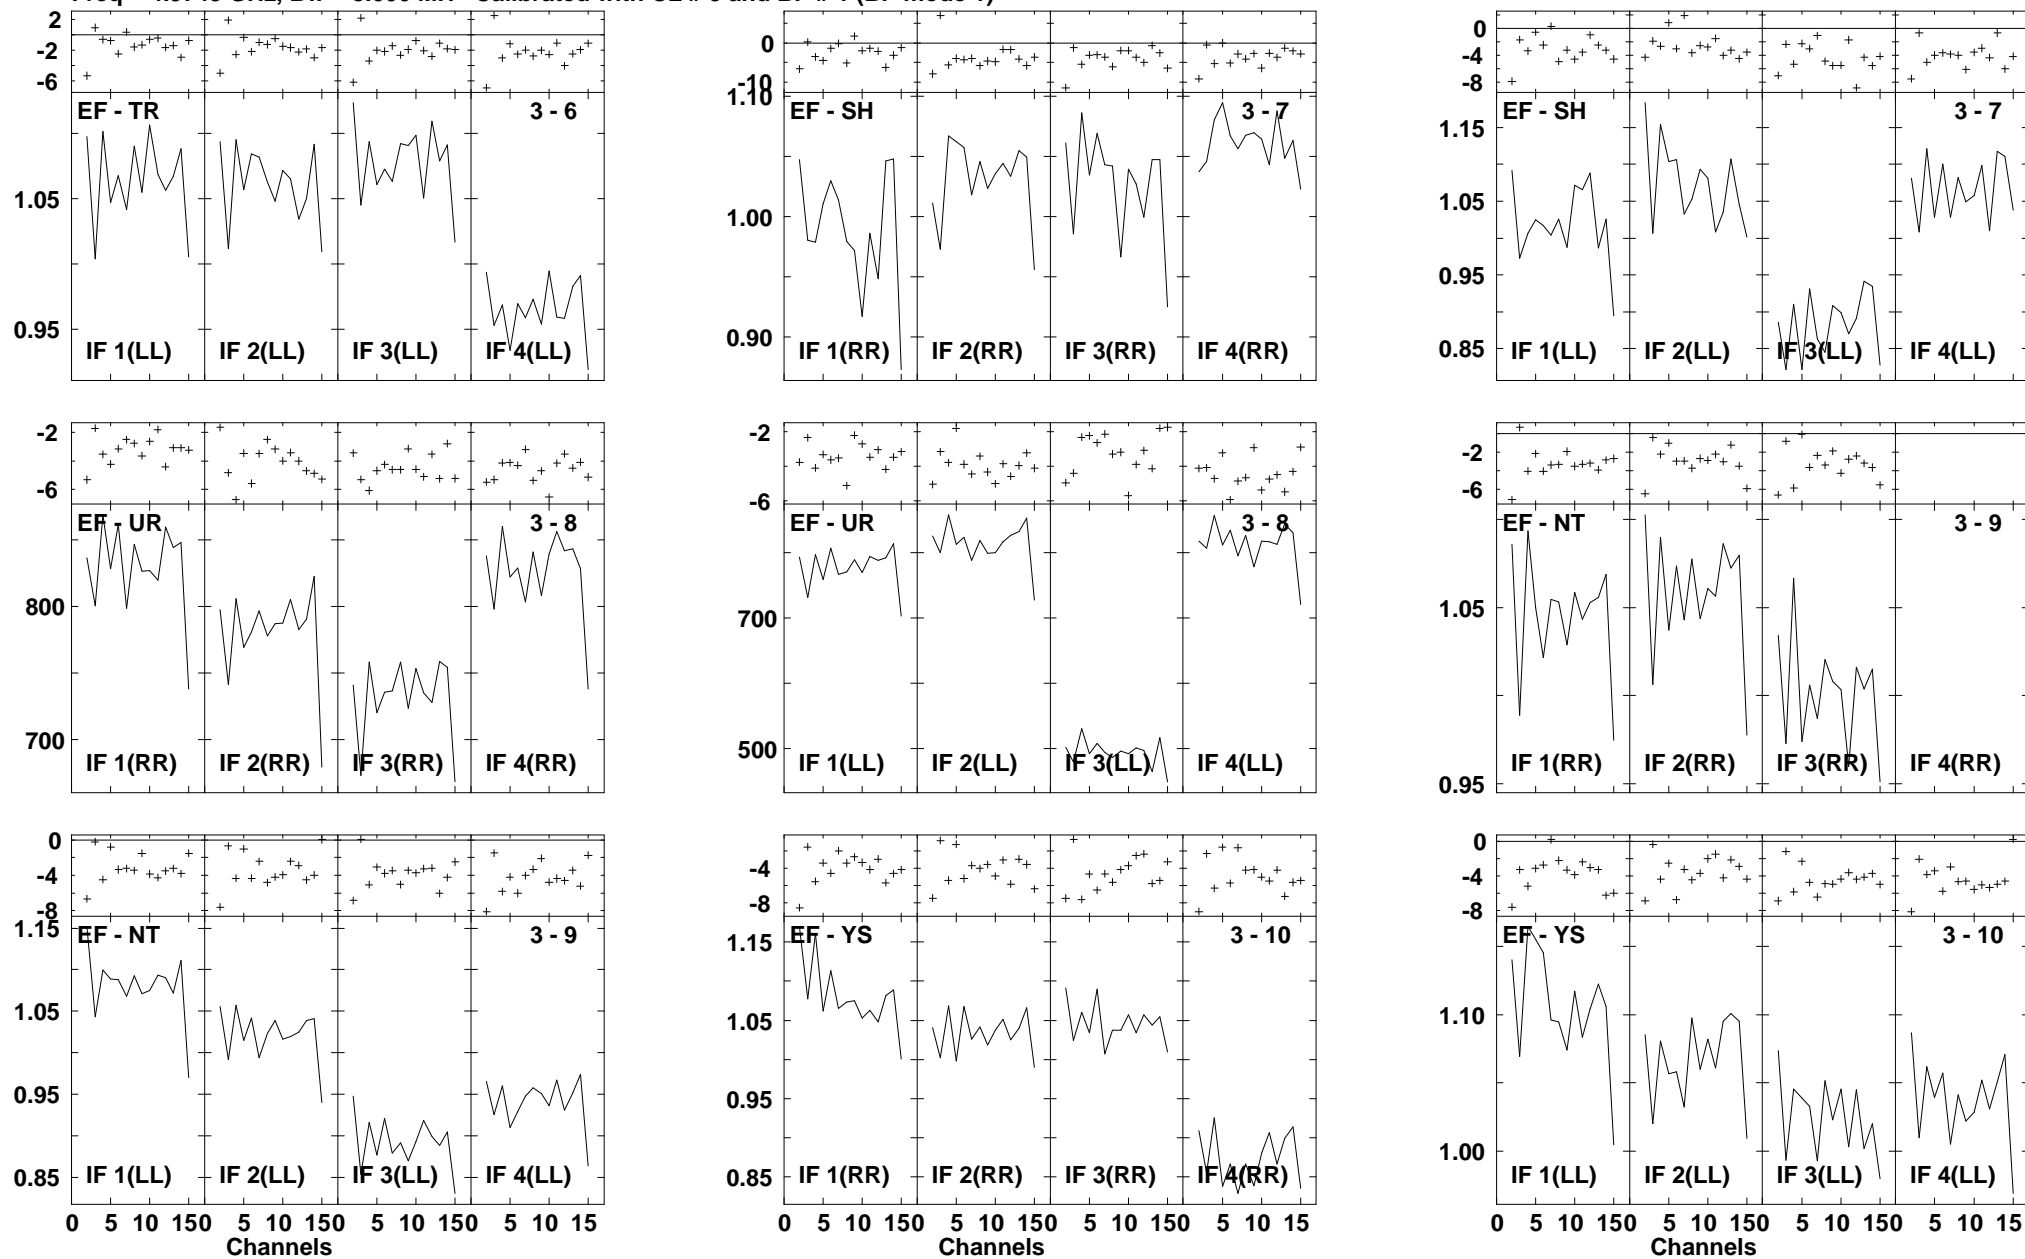 2
-2
-6
EF - TR
3 - 6
1.05
0.95
IF 1(LL)
IF 2(LL)
IF 3(LL)
IF 4(LL)
0
-10
1.10
EF - SH
3 - 7
1.00
0.90
IF 1(RR)
IF 2(RR)
IF 3(RR)
IF 4(RR)
0
-4
-8
EF - SH
3 - 7
1.15
1.05
0.95
0.85
IF 1(LL)
IF 2(LL)
IF 3(LL)
IF 4(LL)
-2
-6
EF - UR
3 - 8
800
700
IF 1(RR)
IF 2(RR)
IF 3(RR)
IF 4(RR)
-2
-6
EF - UR
3 - 8
700
500
IF 1(LL)
IF 2(LL)
IF 3(LL)
IF 4(LL)
-2
-6
EF - NT
3 - 9
1.05
0.95
IF 1(RR)
IF 2(RR)
IF 3(RR)
IF 4(RR)
0
-4
-8
1.15
EF - NT
3 - 9
1.05
0.95
0.85
IF 1(LL)
IF 2(LL)
IF 3(LL)
IF 4(LL)
0 5 10 150 5 10 150 5 10 150 5 10 15
Channels
-4
-8
EF - YS
3 - 10
1.15
1.05
0.95
0.85
IF 1(RR)
IF 2(RR)
IF 3(RR)
IF 4(RR)
0 5 10 150 5 10 150 5 10 150 5 10 15
Channels
0
-4
-8
EF - YS
3 - 10
1.10
1.00
IF 1(LL)
IF 2(LL)
IF 3(LL)
IF 4(LL)
0 5 10 150 5 10 150 5 10 150 5 10 15
Channels